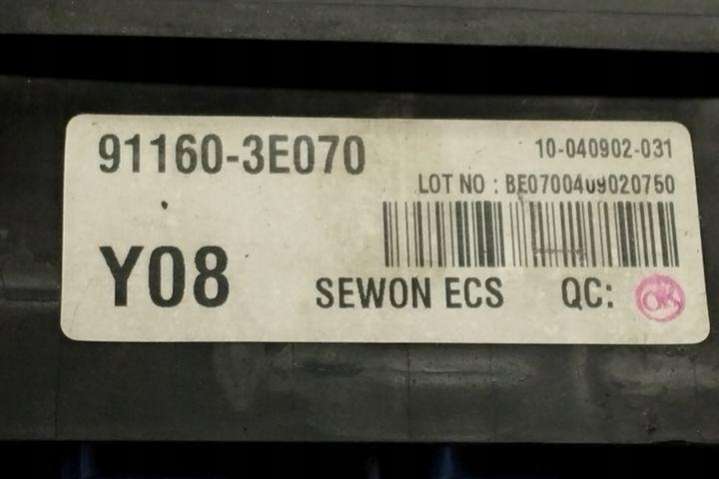 91160-3E070
10-040902-031
LOT NO : BE0700409020750
Y08
SEWON ECS QC: OK